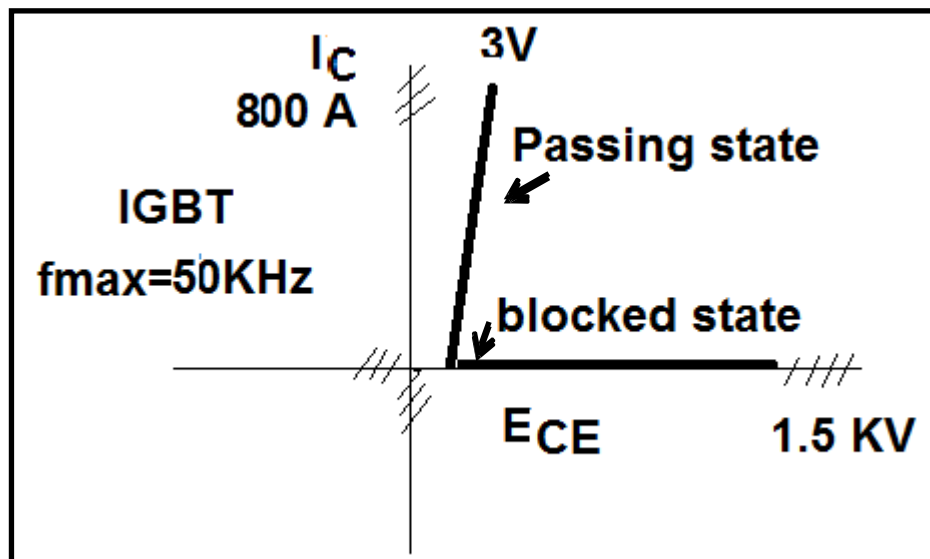 IC
3V
800 A
Passing state
IGBT
fmax=50KHz
blocked state
ECE
1.5 KV